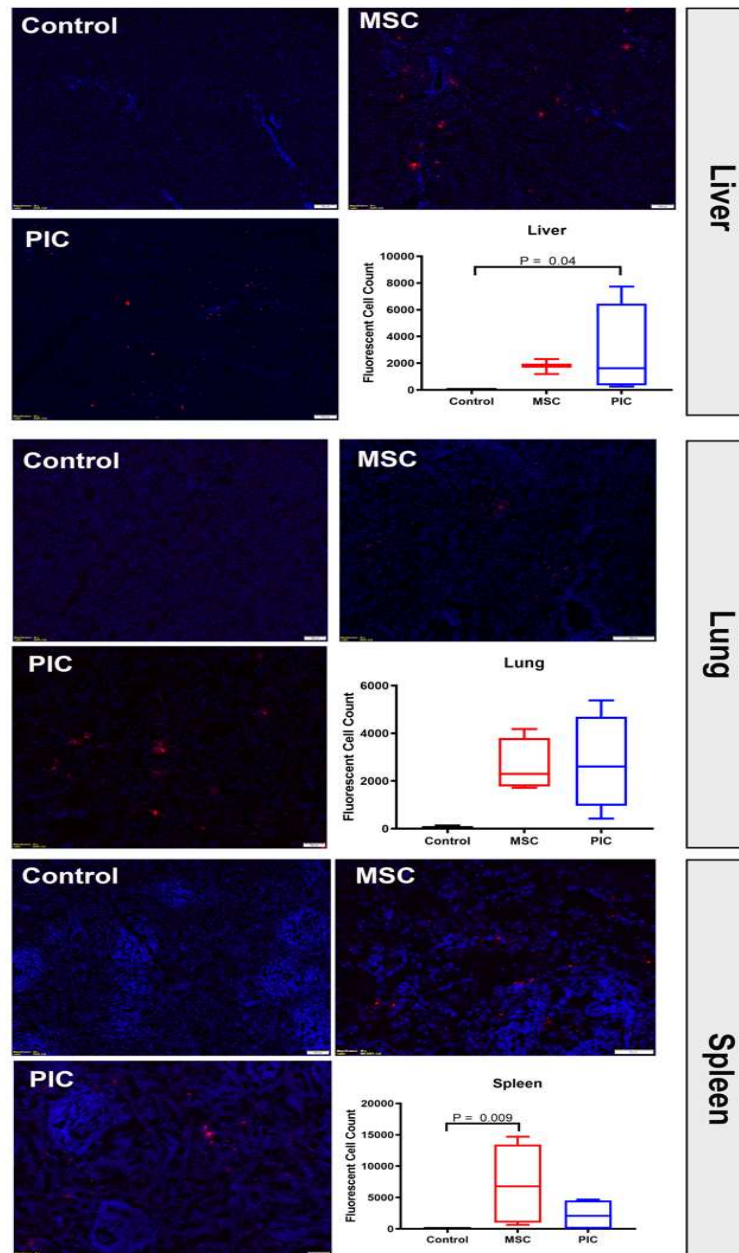 Control
MSC
Liver
PIC
Liver
Fluorescent Cell Count
10000
8000
6000
4000
2000
0
P = 0.04
Control MSC PIC
Control
MSC
Lung
PIC
Lung
Fluorescent Cell Count
6000
4000
2000
0
Control MSC PIC
Control
MSC
Spleen
PIC
Spleen
Fluorescent Cell Count
20000
15000
10000
5000
0
P = 0.009
Control MSC PIC